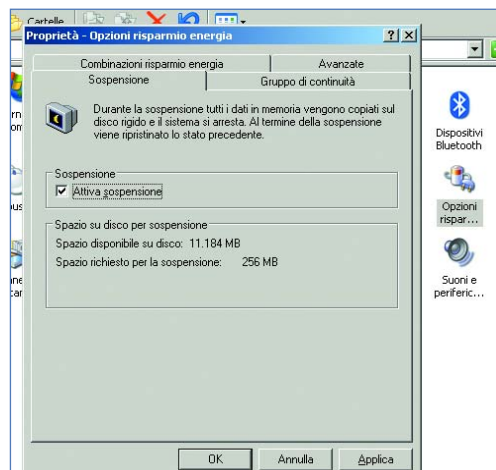 Cartelle
Proprietà - Opzioni risparmio energia
Combinazioni risparmio energia
Avanzate
Sospensione
Gruppo di continuità
Durante la sospensione tutti i dati in memoria vengono copiati sul
disco rigido e il sistema si arresta. Al termine della sospensione
viene ripristinato lo stato precedente.
Sospensione
Attiva sospensione
Spazio su disco per sospensione
Spazio disponibile su disco: 11.184 MB
Spazio richiesto per la sospensione: 256 MB
OK
Annulla
Applica
Dispositivi
Bluetooth
Opzioni
rispar...
Suoni e
periferic...